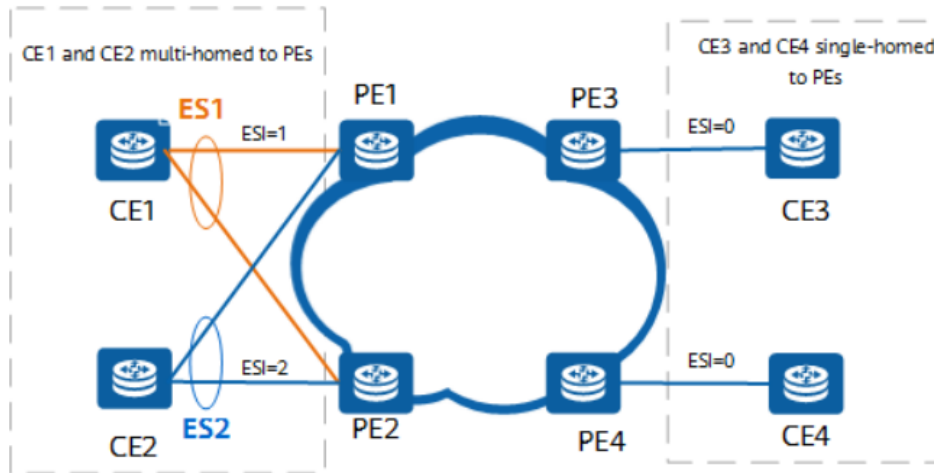 CE1 and CE2 multi-homed to PEs
CE3 and CE4 single-homed
to PEs
ES1
ESI=1
PE1
PE3
ESI=0
CE1
CE3
ESI=2
ESI=0
ES2
CE2
PE2
PE4
CE4